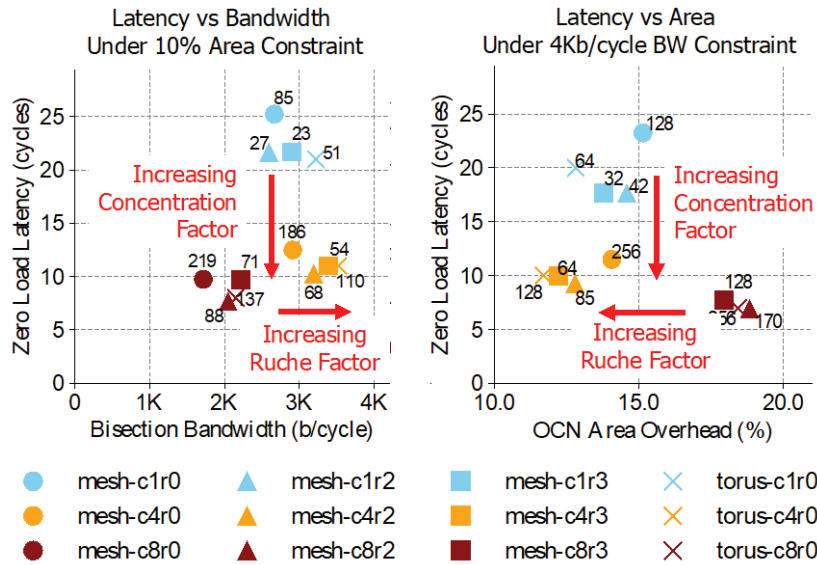 Latency vs Bandwidth
Under 10% Area Constraint
Zero Load Latency (cycles)
25
20
15
10
5
0
0
1K
2K
3K
4K
Bisection Bandwidth (b/cycle)
85
27
23
51
186
54
68
110
219
71
137
88
Increasing
Concentration
Factor
Increasing
Ruche Factor
Latency vs Area
Under 4Kb/cycle BW Constraint
Zero Load Latency (cycles)
25
20
15
10
5
0
10.0
15.0
20.0
OCN Area Overhead (%)
128
64
32
42
256
64
128
85
128
256
170
Increasing
Concentration
Factor
Increasing
Ruche Factor
mesh-c1r0
mesh-c1r2
mesh-c1r3
torus-c1r0
mesh-c4r0
mesh-c4r2
mesh-c4r3
torus-c4r0
mesh-c8r0
mesh-c8r2
mesh-c8r3
torus-c8r0